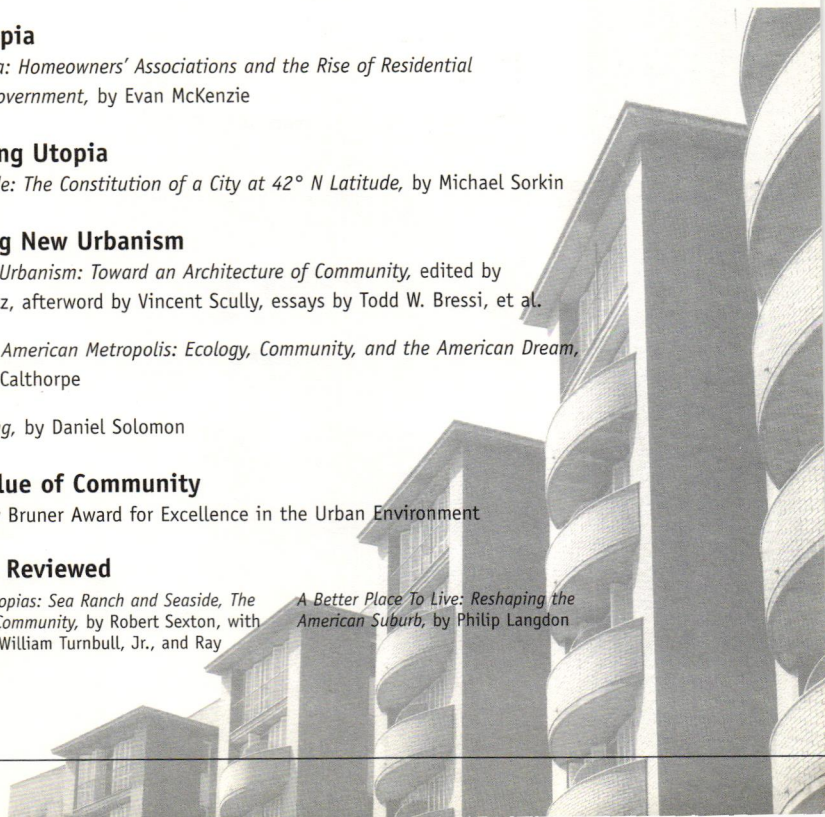 pia
a: Homeowners' Associations and the Rise of Residential
overnment, by Evan McKenzie
ng Utopia
le: The Constitution of a City at 42° N Latitude, by Michael Sorkin
g New Urbanism
Urbanism: Toward an Architecture of Community, edited by
z, afterword by Vincent Scully, essays by Todd W. Bressi, et al.
American Metropolis: Ecology, Community, and the American Dream,
Calthorpe
g, by Daniel Solomon
lue of Community
Bruner Award for Excellence in the Urban Environment
Reviewed
opias: Sea Ranch and Seaside, The
Community, by Robert Sexton, with
William Turnbull, Jr., and Ray
A Better Place To Live: Reshaping the
American Suburb, by Philip Langdon